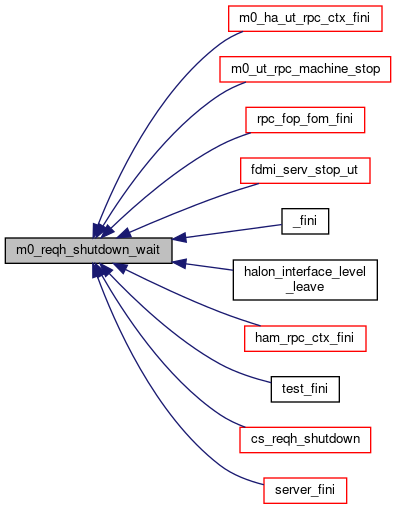 m0_ha_ut_rpc_ctx_fini
m0_ut_rpc_machine_stop
rpc_fop_fom_fini
fdmi_serv_stop_ut
_fini
m0_reqh_shutdown_wait
halon_interface_level
_leave
ham_rpc_ctx_fini
test_fini
cs_reqh_shutdown
server_fini